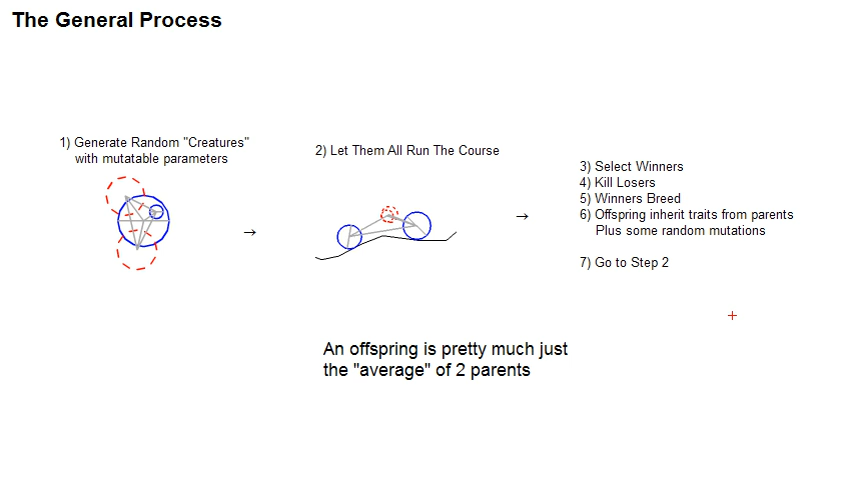 The General Process
1) Generate Random "Creatures"
with mutatable parameters
→
2) Let Them All Run The Course
→
3) Select Winners
4) Kill Losers
5) Winners Breed
6) Offspring inherit traits from parents
Plus some random mutations
7) Go to Step 2
An offspring is pretty much just
the "average" of 2 parents